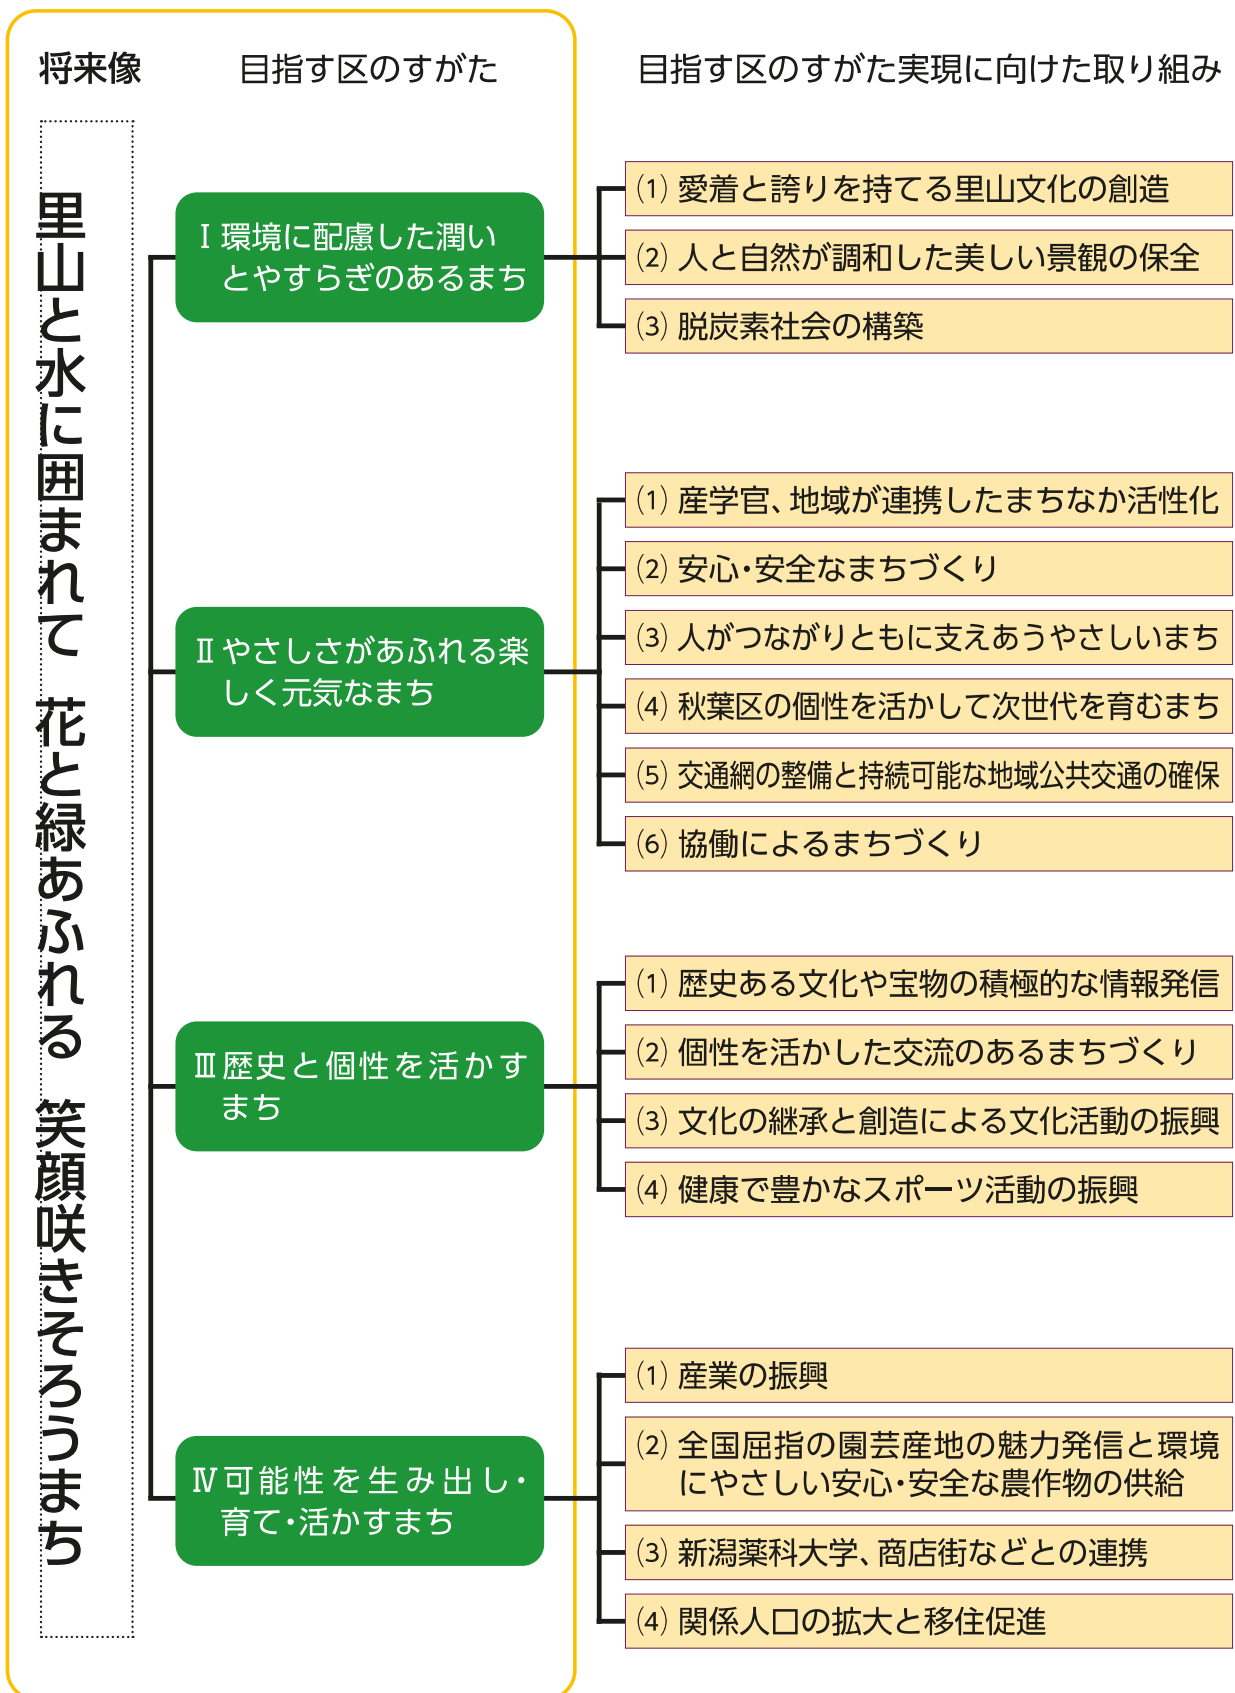 将来像
目指す区のすがた
目指す区のすがた実現に向けた取り組み
里山と水に囲まれて　花と緑あふれる　笑顔咲きそろうまち
Ⅰ 環境に配慮した潤い
とやすらぎのあるまち
(1) 愛着と誇りを持てる里山文化の創造
(2) 人と自然が調和した美しい景観の保全
(3) 脱炭素社会の構築
Ⅱ やさしさがあふれる楽
しく元気なまち
(1) 産学官、地域が連携したまちなか活性化
(2) 安心・安全なまちづくり
(3) 人がつながりともに支えあうやさしいまち
(4) 秋葉区の個性を活かして次世代を育むまち
(5) 交通網の整備と持続可能な地域公共交通の確保
(6) 協働によるまちづくり
Ⅲ 歴史と個性を活かす
まち
(1) 歴史ある文化や宝物の積極的な情報発信
(2) 個性を活かした交流のあるまちづくり
(3) 文化の継承と創造による文化活動の振興
(4) 健康で豊かなスポーツ活動の振興
Ⅳ 可能性を生み出し・
育て・活かすまち
(1) 産業の振興
(2) 全国屈指の園芸産地の魅力発信と環境
にやさしい安心・安全な農作物の供給
(3) 新潟薬科大学、商店街などとの連携
(4) 関係人口の拡大と移住促進